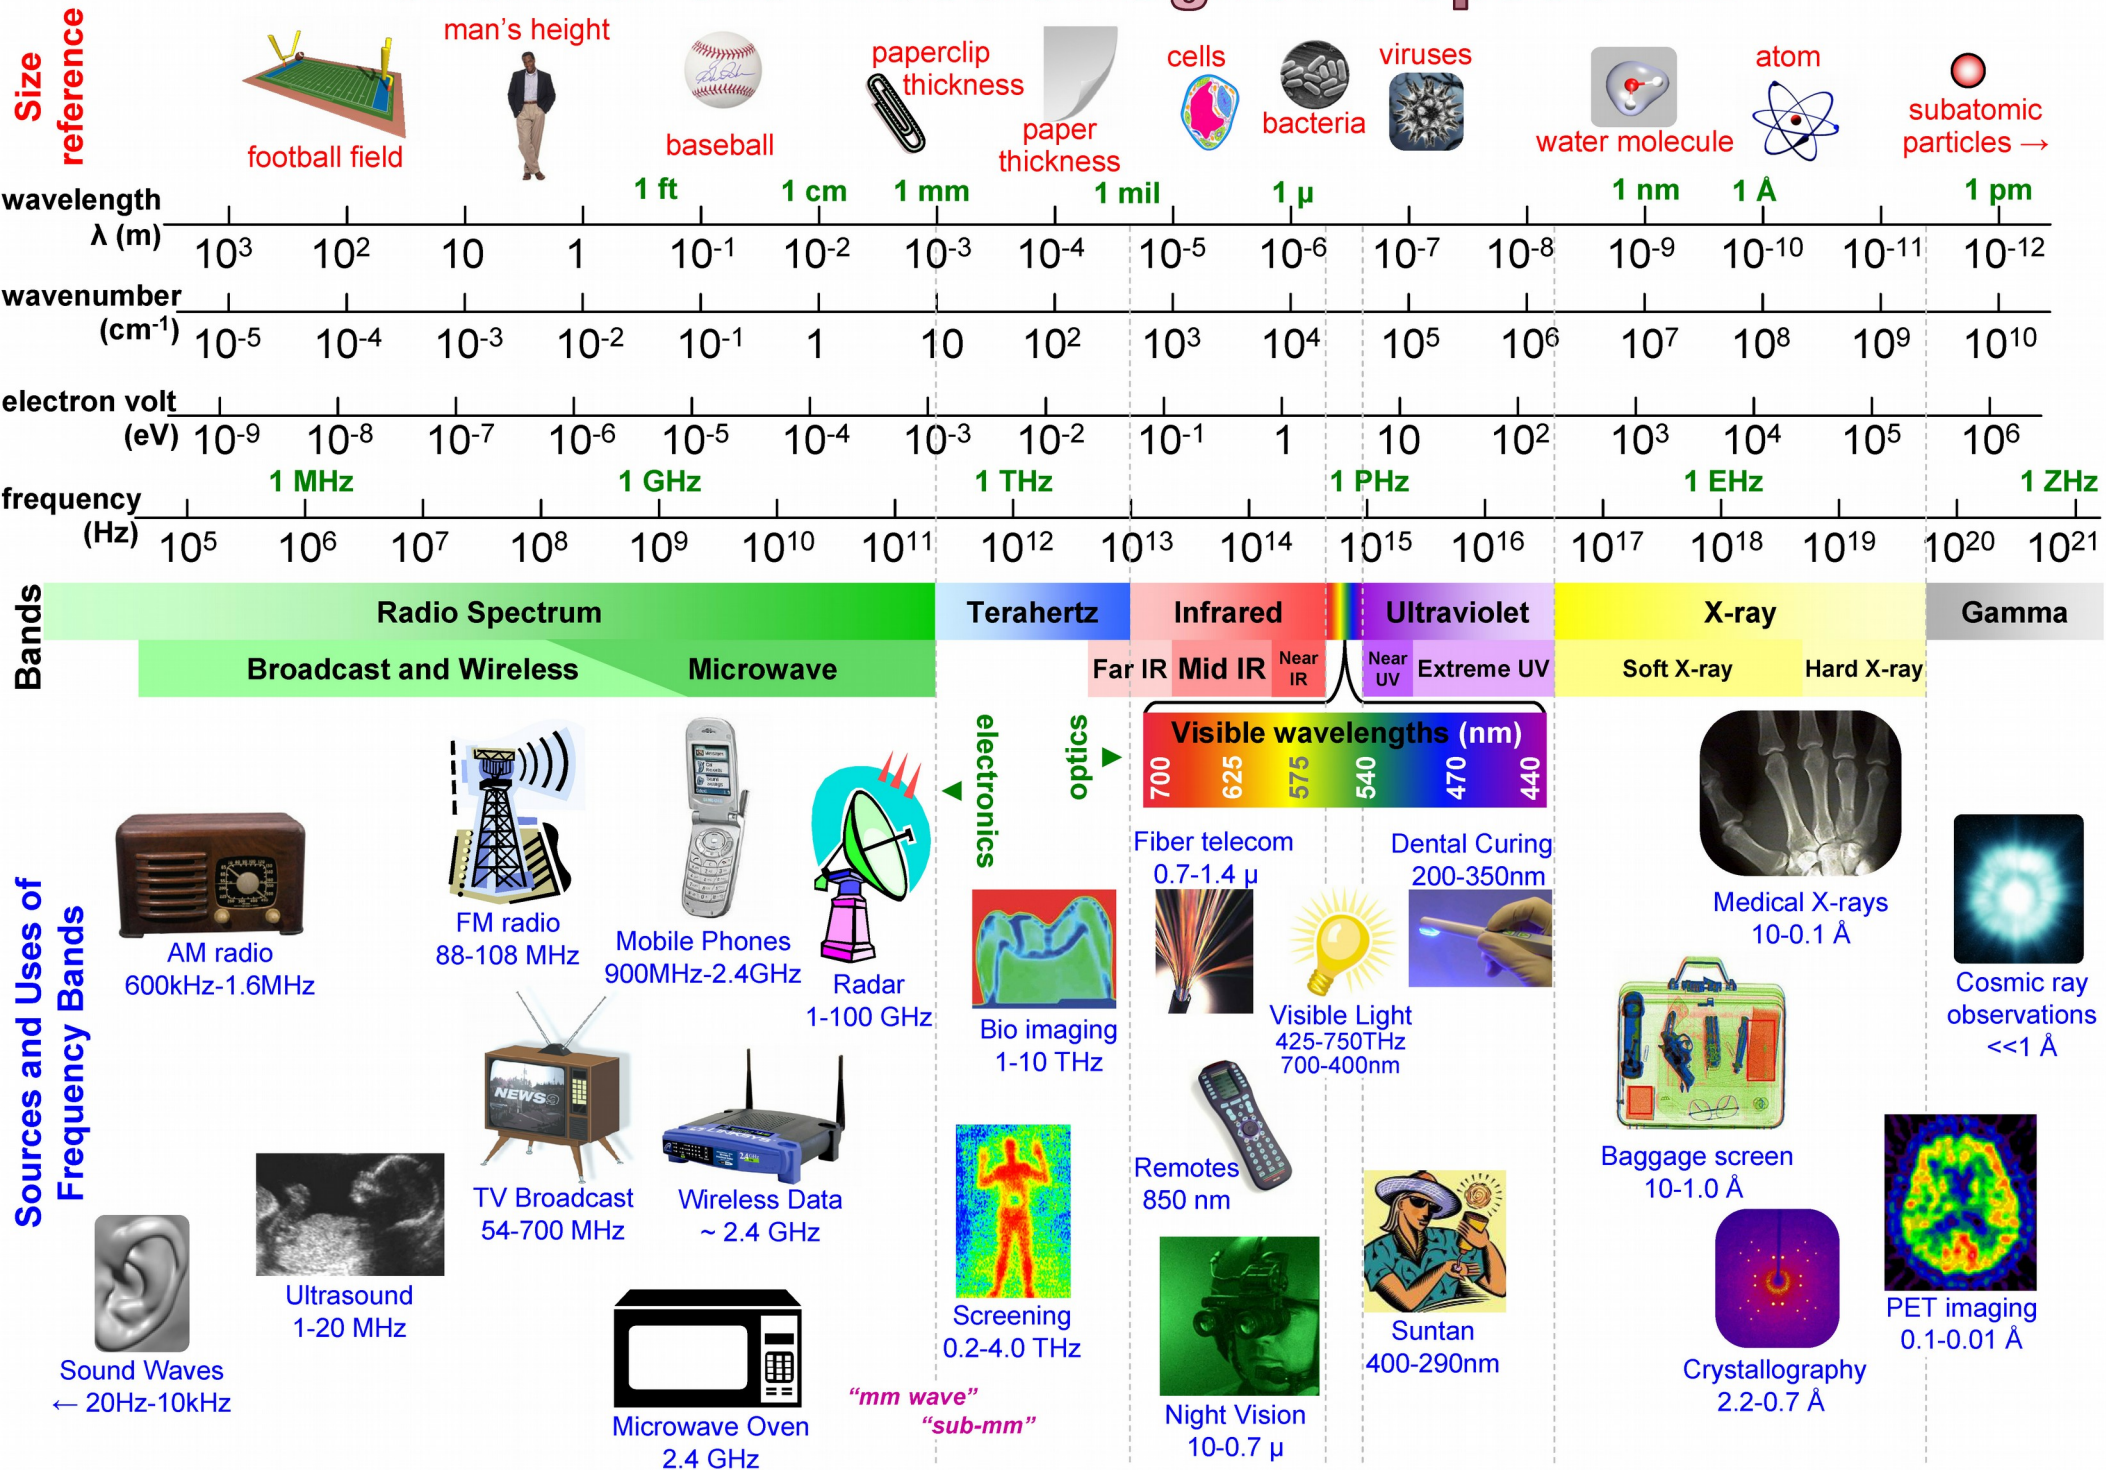 Size
reference
football field
man's height
baseball
paperclip
thickness
paper
thickness
cells
bacteria
viruses
water molecule
atom
subatomic
particles →
wavelength
λ (m)
1 ft
1 cm
1 mm
1 mil
1 µ
1 nm
1 Å
1 pm
10³ 10² 10 1 10⁻¹ 10⁻² 10⁻³ 10⁻⁴ 10⁻⁵ 10⁻⁶ 10⁻⁷ 10⁻⁸ 10⁻⁹ 10⁻¹⁰ 10⁻¹¹ 10⁻¹²
wavenumber
(cm⁻¹)
10⁻⁵ 10⁻⁴ 10⁻³ 10⁻² 10⁻¹ 1 10 10² 10³ 10⁴ 10⁵ 10⁶ 10⁷ 10⁸ 10⁹ 10¹⁰
electron volt
(eV)
10⁻⁹ 10⁻⁸ 10⁻⁷ 10⁻⁶ 10⁻⁵ 10⁻⁴ 10⁻³ 10⁻² 10⁻¹ 1 10 10² 10³ 10⁴ 10⁵ 10⁶
1 MHz
1 GHz
1 THz
1 PHz
1 EHz
1 ZHz
frequency
(Hz)
10⁵ 10⁶ 10⁷ 10⁸ 10⁹ 10¹⁰ 10¹¹ 10¹² 10¹³ 10¹⁴ 10¹⁵ 10¹⁶ 10¹⁷ 10¹⁸ 10¹⁹ 10²⁰ 10²¹
Bands
Radio Spectrum
Terahertz
Infrared
Ultraviolet
X-ray
Gamma
Broadcast and Wireless
Microwave
Far IR
Mid IR
Near
IR
Near
UV
Extreme UV
Soft X-ray
Hard X-ray
electronics
optics
Visible wavelengths (nm)
700 625 575 540 470 440
Sources and Uses of
Frequency Bands
AM radio
600kHz-1.6MHz
FM radio
88-108 MHz
Mobile Phones
900MHz-2.4GHz
Radar
1-100 GHz
Bio imaging
1-10 THz
Fiber telecom
0.7-1.4 µ
Visible Light
425-750THz
700-400nm
Dental Curing
200-350nm
Medical X-rays
10-0.1 Å
Cosmic ray
observations
<<1 Å
Sound Waves
← 20Hz-10kHz
Ultrasound
1-20 MHz
NEWS9
TV Broadcast
54-700 MHz
LINKSYS
2.4GHz
Wireless Data
~ 2.4 GHz
Microwave Oven
2.4 GHz
"mm wave"
"sub-mm"
Screening
0.2-4.0 THz
Remotes
850 nm
Night Vision
10-0.7 µ
Suntan
400-290nm
Baggage screen
10-1.0 Å
Crystallography
2.2-0.7 Å
PET imaging
0.1-0.01 Å